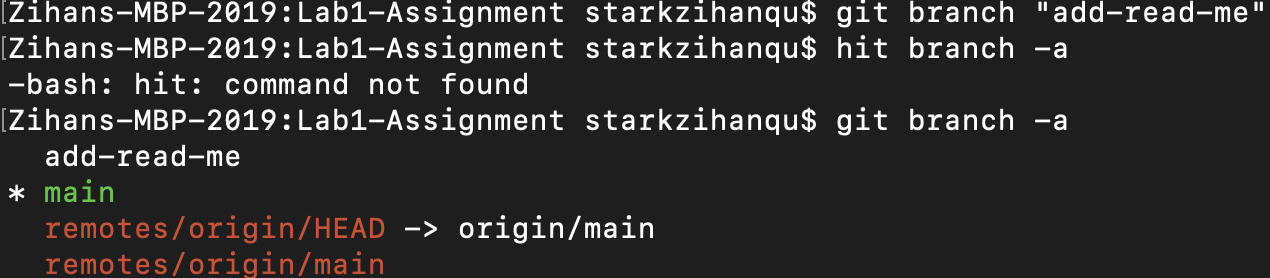 [Zihans-MBP-2019:Lab1-Assignment starkzihanqu$ git branch "add-read-me"
[Zihans-MBP-2019:Lab1-Assignment starkzihanqu$ hit branch -a
-bash: hit: command not found
[Zihans-MBP-2019:Lab1-Assignment starkzihanqu$ git branch -a
add-read-me
* main
remotes/origin/HEAD -> origin/main
remotes/origin/main